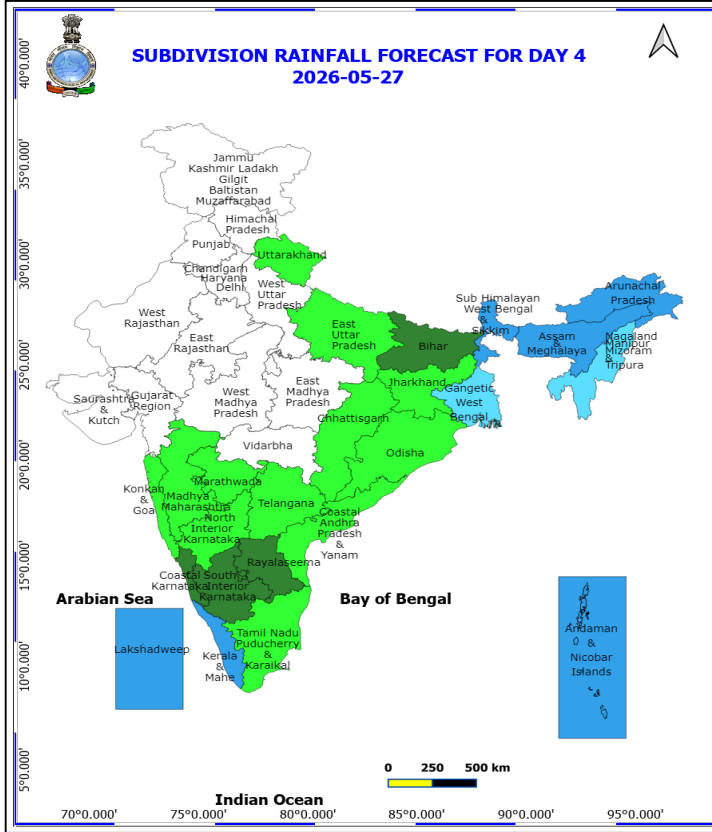 SUBDIVISION RAINFALL FORECAST FOR DAY 4
2026-05-27
40°0.000'
35°0.000'
30°0.000'
25°0.000'
20°0.000'
15°0.000'
10°0.000'
5°0.000'
Jammu
Kashmir Ladakh
Gilgit
Baltistan
Muzaffarabad
Himachal
Pradesh
Punjab
Uttarakhand
Chandigarh
Haryana
Delhi
West
Uttar
Pradesh
West
Rajasthan
East
Rajasthan
East
Uttar
Pradesh
Bihar
Sub Himalayan
West Bengal
&
Sikkim
Arunachal
Pradesh
Assam
&
Meghalaya
Nagaland
Manipur
Mizoram
&
Tripura
Saurashtra
&
Kutch
Gujarat
Region
West
Madhya
Pradesh
East
Madhya
Pradesh
Jharkhand
Gangetic
West
Bengal
Chhattisgarh
Odisha
Vidarbha
Konkan
&
Goa
Madhya
Maharashtra
Marathwada
Telangana
North
Interior
Karnataka
Coastal
Andhra
Pradesh
&
Yanam
Rayalaseema
Coastal
Karnataka
South
Interior
Karnataka
Arabian Sea
Bay of Bengal
Lakshadweep
Kerala
&
Mahe
Tamil Nadu
Puducherry
&
Karaikal
Andaman
&
Nicobar
Islands
0 250 500 km
Indian Ocean
70°0.000' 75°0.000' 80°0.000' 85°0.000' 90°0.000' 95°0.000'